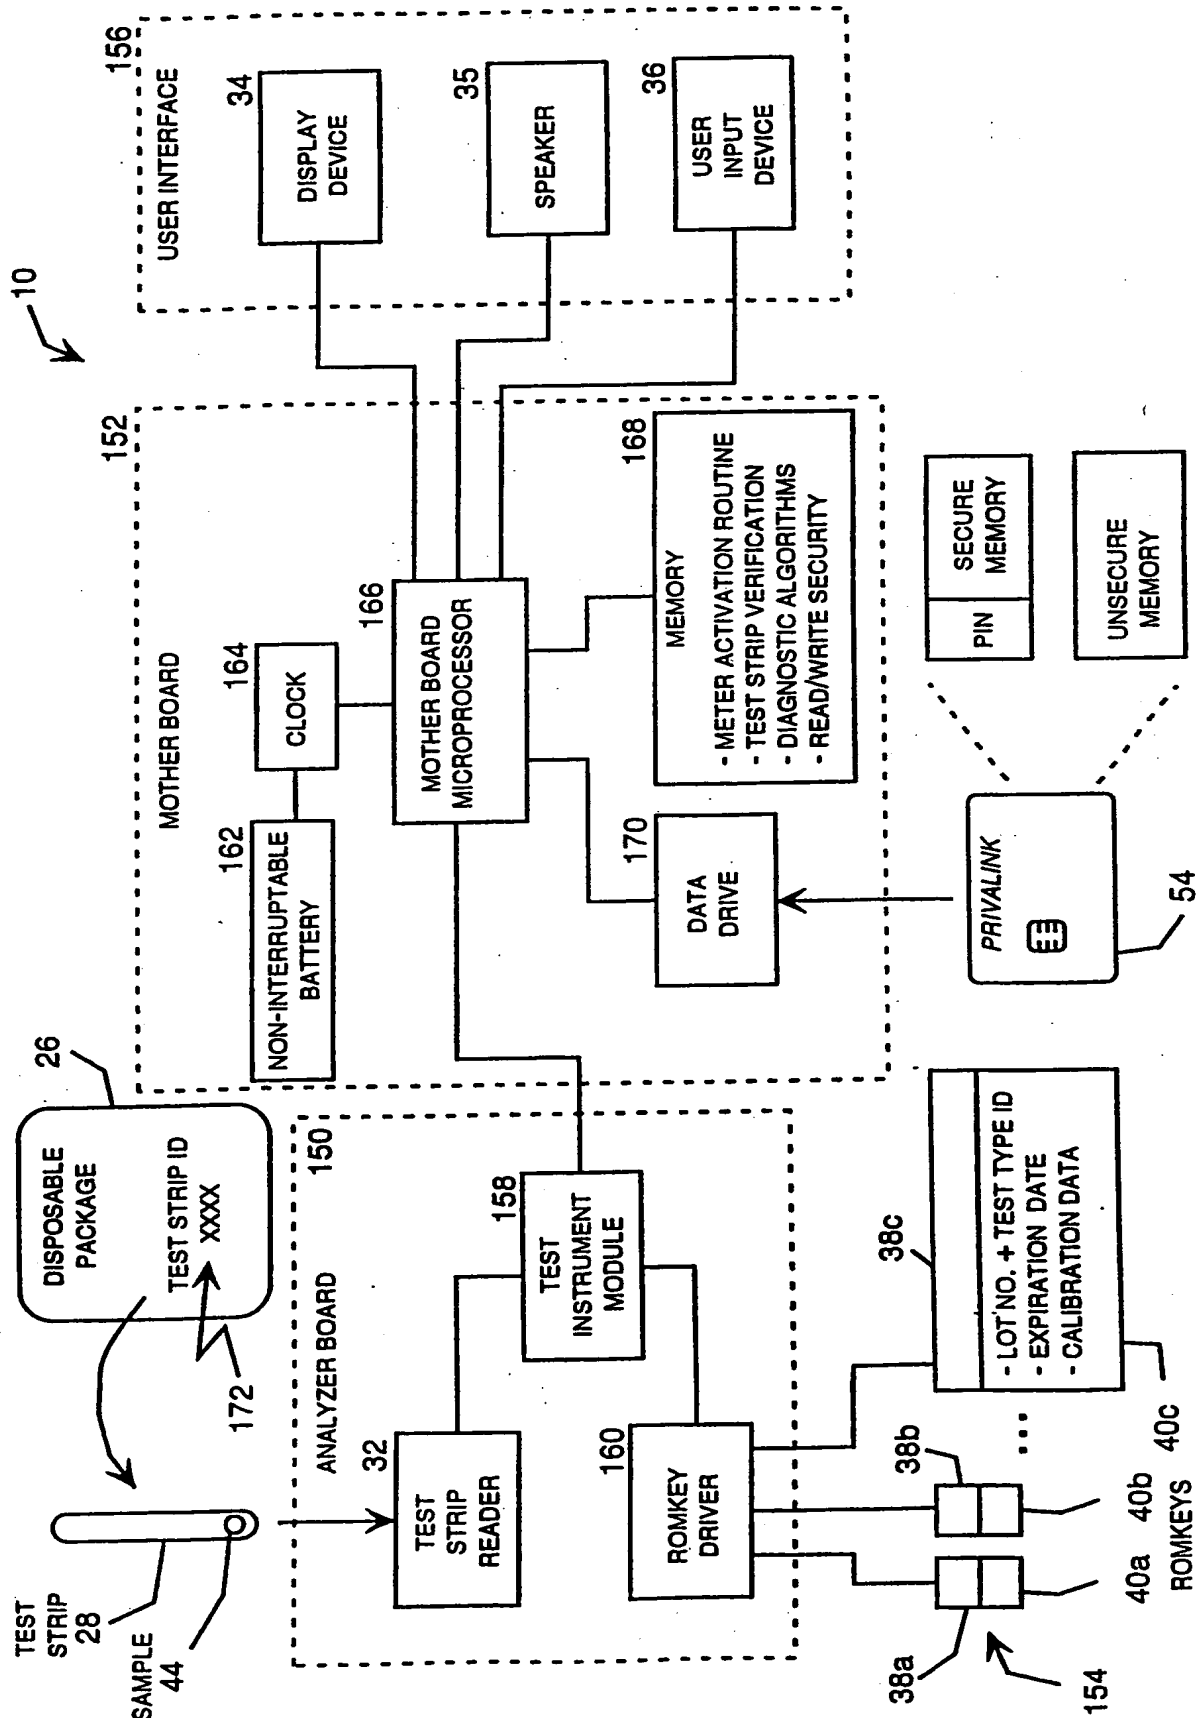 10
TEST
STRIP
28
SAMPLE
44
DISPOSABLE
PACKAGE
TEST STRIP ID
XXXX
26
172
ANALYZER BOARD
150
32
TEST
STRIP
READER
158
TEST
INSTRUMENT
MODULE
160
ROMKEY
DRIVER
38a
38b
38c
- LOT NO. + TEST TYPE ID
- EXPIRATION DATE
- CALIBRATION DATA
...
40a
40b
40c
ROMKEYS
154
MOTHER BOARD
152
162
NON-INTERRUPTABLE
BATTERY
164
CLOCK
166
MOTHER BOARD
MICROPROCESSOR
168
MEMORY
- METER ACTIVATION ROUTINE
- TEST STRIP VERIFICATION
- DIAGNOSTIC ALGORITHMS
- READ/WRITE SECURITY
170
DATA
DRIVE
PRIVALINK
54
PIN
SECURE
MEMORY
UNSECURE
MEMORY
USER INTERFACE
156
34
DISPLAY
DEVICE
35
SPEAKER
36
USER
INPUT
DEVICE